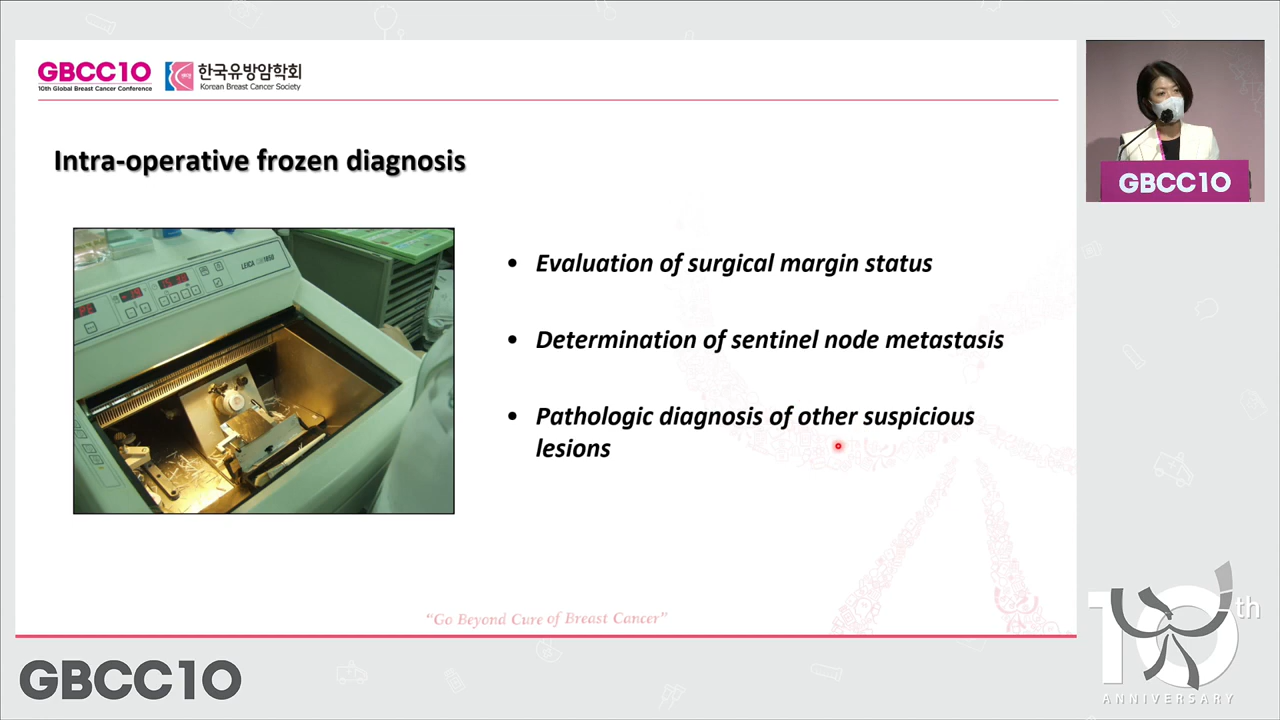 GBCC10
10th Global Breast Cancer Conference
한국유방암학회
Korean Breast Cancer Society
GBCC10
Intra-operative frozen diagnosis
LEICA CM1850
• Evaluation of surgical margin status
• Determination of sentinel node metastasis
• Pathologic diagnosis of other suspicious
lesions
"Go Beyond Cure of Breast Cancer"
GBCC10
10th
ANNIVERSARY